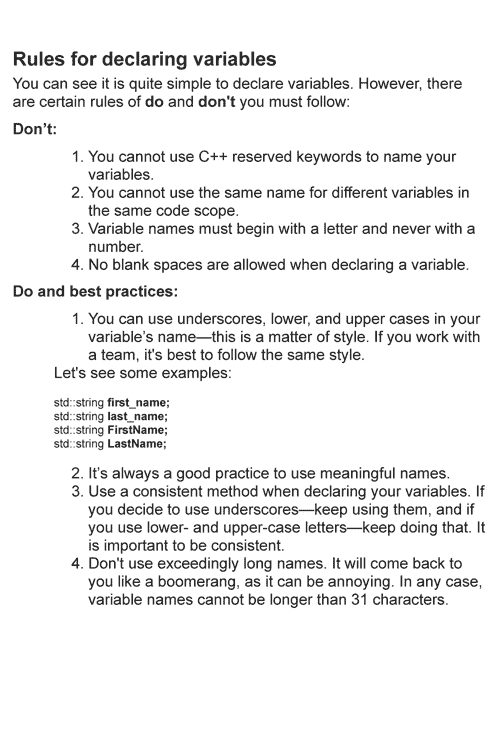 Rules for declaring variables
You can see it is quite simple to declare variables. However, there
are certain rules of do and don't you must follow:
Don’t:
1. You cannot use C++ reserved keywords to name your
variables.
2. You cannot use the same name for different variables in
the same code scope.
3. Variable names must begin with a letter and never with a
number.
4. No blank spaces are allowed when declaring a variable.
Do and best practices:
1. You can use underscores, lower, and upper cases in your
variable’s name—this is a matter of style. If you work with
a team, it's best to follow the same style.
Let's see some examples:
std::string first_name;
std::string last_name;
std::string FirstName;
std::string LastName;
2. It’s always a good practice to use meaningful names.
3. Use a consistent method when declaring your variables. If
you decide to use underscores—keep using them, and if
you use lower- and upper-case letters—keep doing that. It
is important to be consistent.
4. Don't use exceedingly long names. It will come back to
you like a boomerang, as it can be annoying. In any case,
variable names cannot be longer than 31 characters.